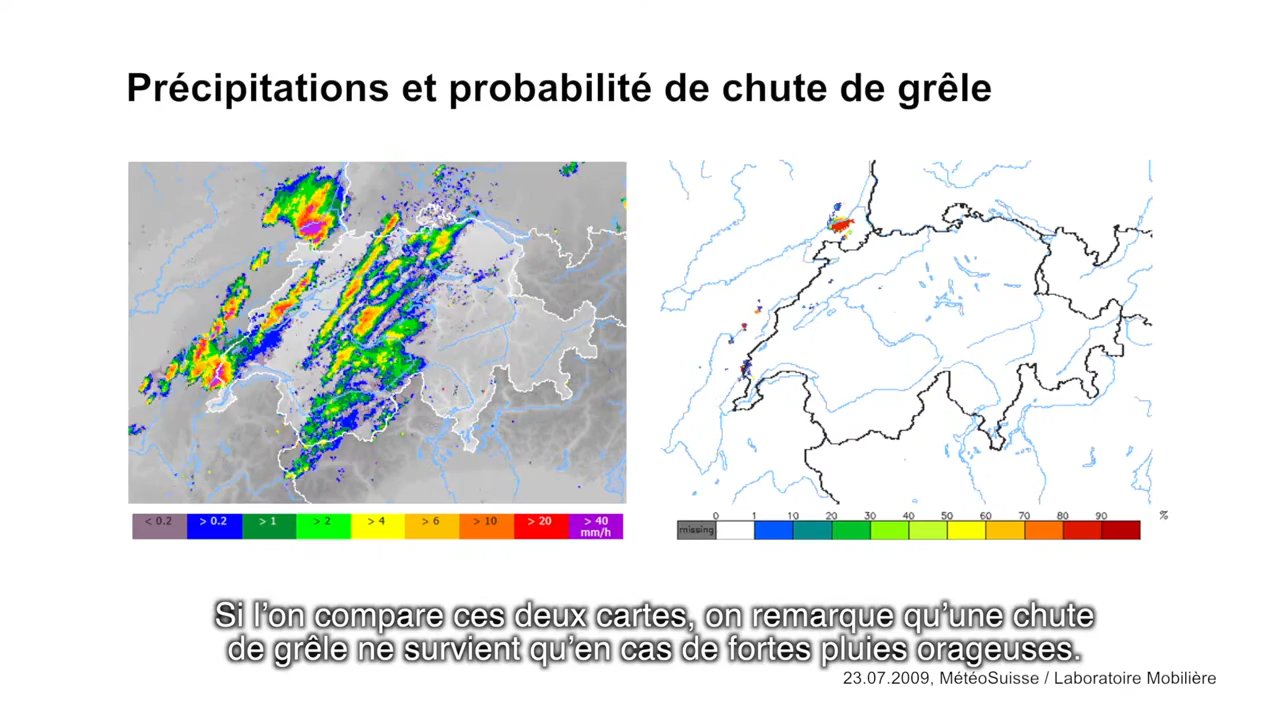 Précipitations et probabilité de chute de grêle
< 0.2 > 0.2 > 1 > 2 > 4 > 6 > 10 > 20 > 40
mm/h
0 1 10 20 30 40 50 60 70 80 90 %
missing
Si l’on compare ces deux cartes, on remarque qu’une chute
de grêle ne survient qu’en cas de fortes pluies orageuses.
23.07.2009, MétéoSuisse / Laboratoire Mobilière